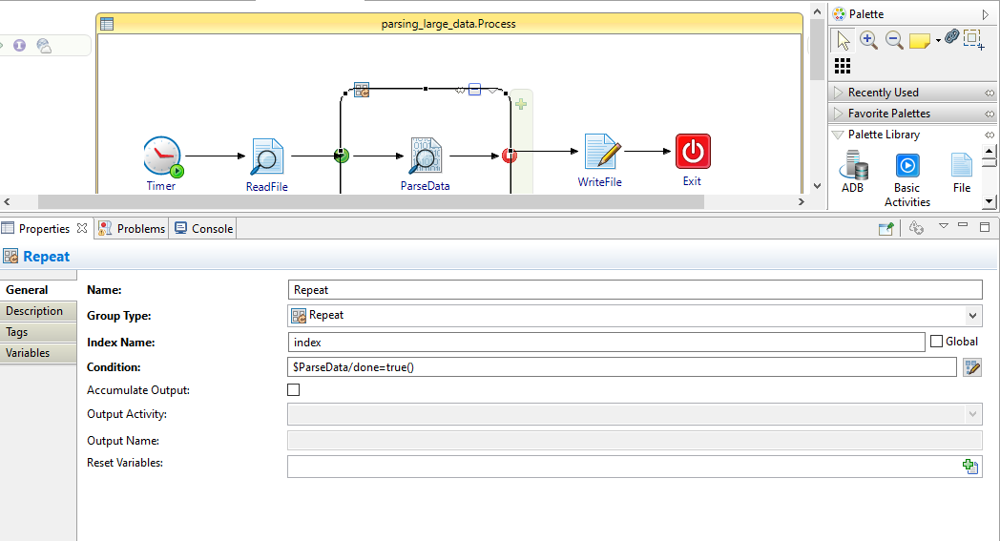 parsing_large_data.Process
Timer
ReadFile
ParseData
WriteFile
Exit
Palette
Recently Used
Favorite Palettes
Palette Library
ADB
Basic
Activities
File
Properties
Problems
Console
Repeat
General
Description
Tags
Variables
Name: Repeat
Group Type: Repeat
Index Name: index Global
Condition: $ParseData/done=true()
Accumulate Output:
Output Activity:
Output Name:
Reset Variables: